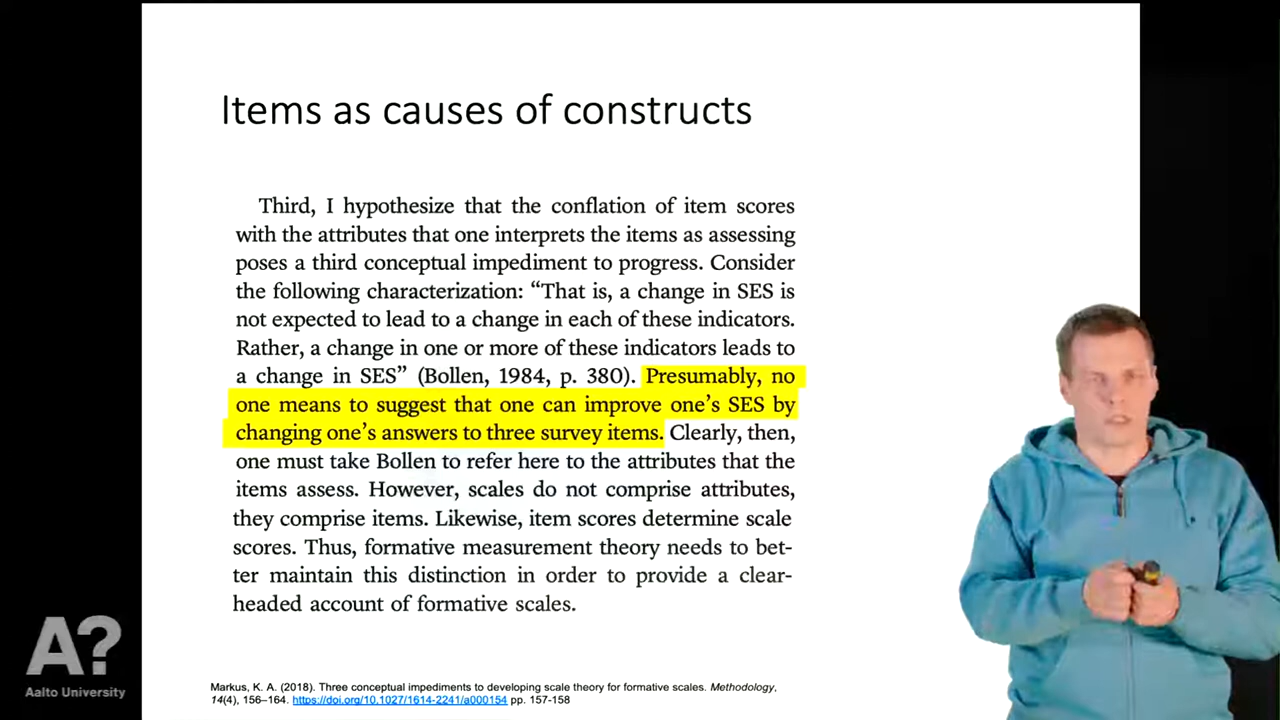 Items as causes of constructs
Third, I hypothesize that the conflation of item scores
with the attributes that one interprets the items as assessing
poses a third conceptual impediment to progress. Consider
the following characterization: “That is, a change in SES is
not expected to lead to a change in each of these indicators.
Rather, a change in one or more of these indicators leads to
a change in SES” (Bollen, 1984, p. 380). Presumably, no
one means to suggest that one can improve one’s SES by
changing one’s answers to three survey items. Clearly, then,
one must take Bollen to refer here to the attributes that the
items assess. However, scales do not comprise attributes,
they comprise items. Likewise, item scores determine scale
scores. Thus, formative measurement theory needs to bet-
ter maintain this distinction in order to provide a clear-
headed account of formative scales.
A?
Aalto University
Markus, K. A. (2018). Three conceptual impediments to developing scale theory for formative scales. Methodology,
14(4), 156–164. https://doi.org/10.1027/1614-2241/a000154 pp. 157-158